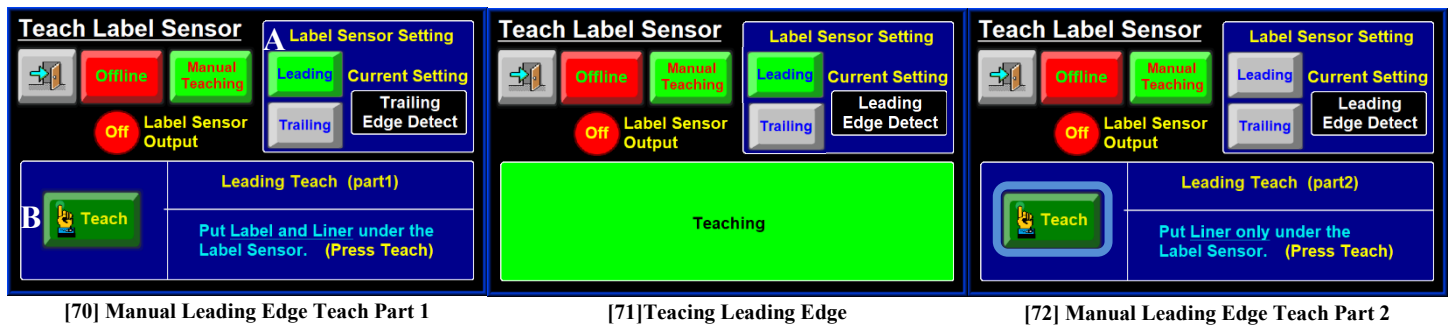 Teach Label Sensor
A Label Sensor Setting
Offline
Manual
Teaching
Leading
Current Setting
Trailing
Edge Detect
Trailing
Off
Label Sensor
Output
Leading Teach (part1)
B
Teach
Put Label and Liner under the
Label Sensor. (Press Teach)
[70] Manual Leading Edge Teach Part 1
Teach Label Sensor
Label Sensor Setting
Offline
Manual
Teaching
Leading
Current Setting
Leading
Edge Detect
Trailing
Off
Label Sensor
Output
Teaching
[71]Teacing Leading Edge
Teach Label Sensor
Label Sensor Setting
Offline
Manual
Teaching
Leading
Current Setting
Leading
Edge Detect
Trailing
Off
Label Sensor
Output
Leading Teach (part2)
Teach
Put Liner only under the
Label Sensor. (Press Teach)
[72] Manual Leading Edge Teach Part 2